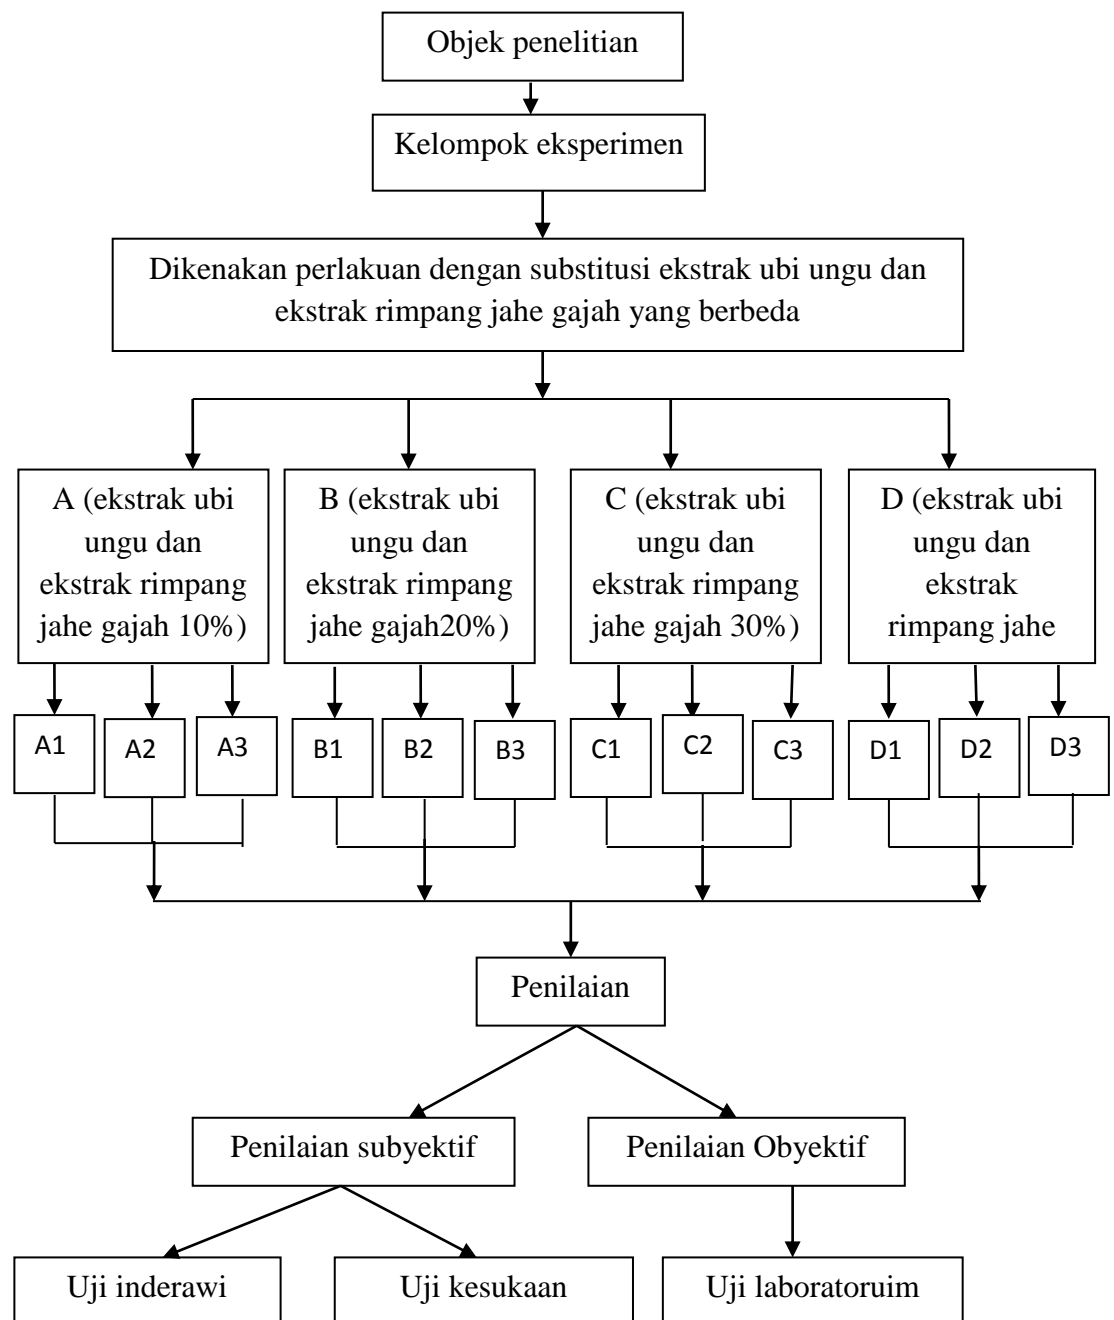 Objek penelitian
Kelompok eksperimen
Dikenakan perlakuan dengan substitusi ekstrak ubi ungu dan
ekstrak rimpang jahe gajah yang berbeda
A (ekstrak ubi
ungu dan
ekstrak rimpang
jahe gajah 10%)
B (ekstrak ubi
ungu dan
ekstrak rimpang
jahe gajah20%)
C (ekstrak ubi
ungu dan
ekstrak rimpang
jahe gajah 30%)
D (ekstrak ubi
ungu dan
ekstrak
rimpang jahe
A1
A2
A3
B1
B2
B3
C1
C2
C3
D1
D2
D3
Penilaian
Penilaian subyektif
Penilaian Obyektif
Uji inderawi
Uji kesukaan
Uji laboratoruim